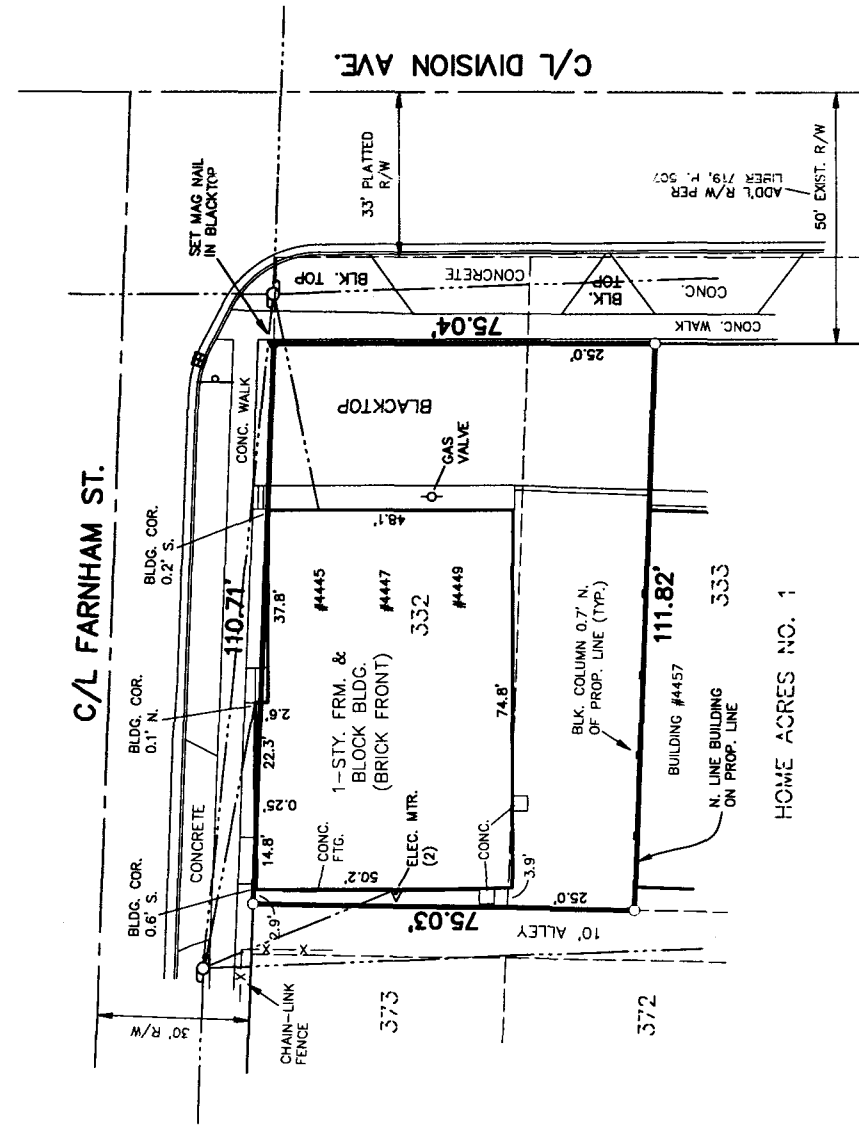 C/L DIVISION AVE.
33' PLATTED
R/W
ADD'L R/W PER
LIBER 719, P. 507
50' EXIST. R/W
SET MAG NAIL
IN BLACKTOP
BLK. TOP
CONCRETE
BLK.
TOP
CONC.
CONC. WALK
75.04'
25.0'
C/L FARNHAM ST.
CONC. WALK
BLACKTOP
GAS
VALVE
BLDG. COR.
0.2' S.
110.71'
37.8'
48.1'
#4445
#4447
#4449
332
BLDG. COR.
0.1' N.
2.6'
22.3'
1-STY. FRM. &
BLOCK BLDG.
(BRICK FRONT)
74.8'
BLK. COLUMN 0.7' N.
OF PROP. LINE (TYP.)
111.82'
333
BUILDING #4457
N. LINE BUILDING
ON PROP. LINE
HOME ACRES NO. 1
CONCRETE
0.25'
14.8'
CONC.
FTG.
50.2'
ELEC. MTR.
(2)
CONC.
3.9'
BLDG. COR.
0.6' S.
2.9'
75.03'
25.0'
10' ALLEY
X
X
X
30' R/W
CHAIN-LINK
FENCE
373
372